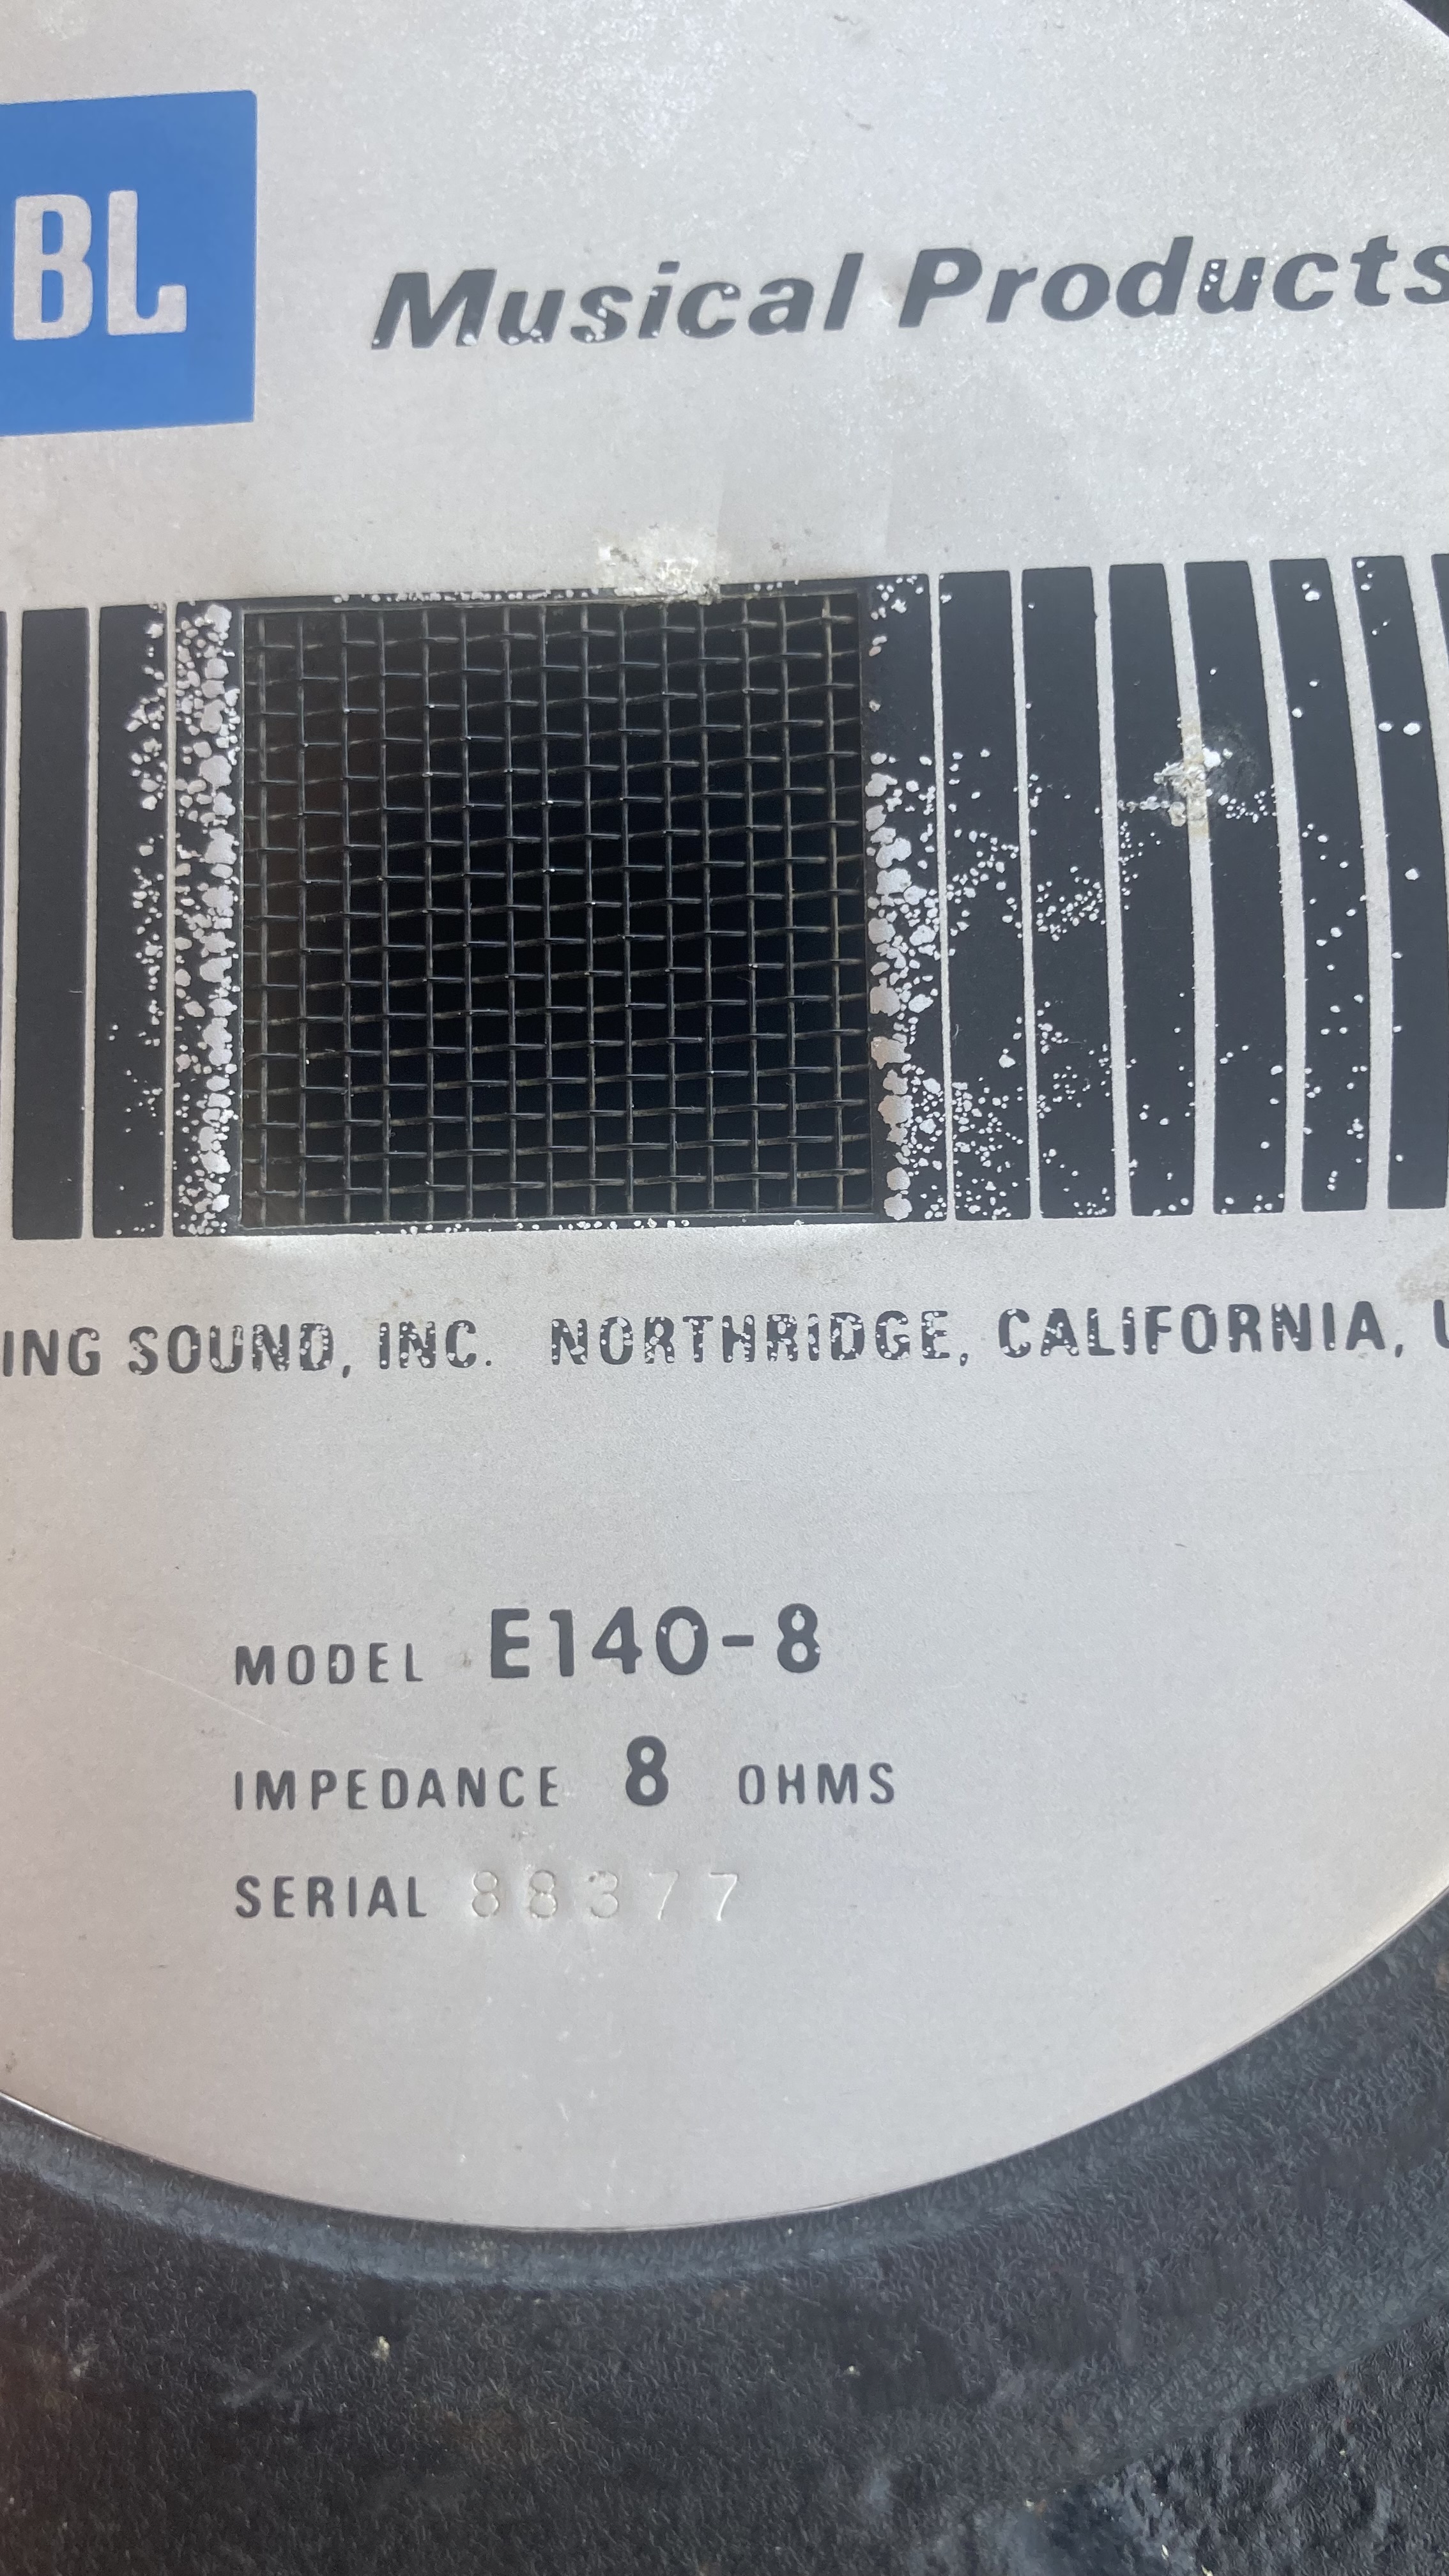 BL
Musical Products
ING SOUND, INC. NORTHRIDGE, CALIFORNIA, U
MODEL E140-8
IMPEDANCE 8 OHMS
SERIAL 88377